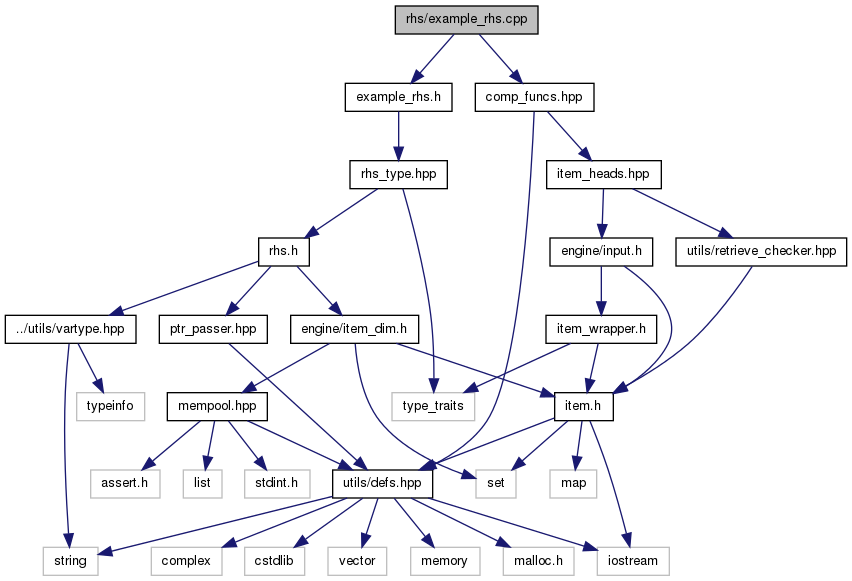 rhs/example_rhs.cpp
example_rhs.h
comp_funcs.hpp
rhs_type.hpp
item_heads.hpp
rhs.h
engine/input.h
utils/retrieve_checker.hpp
../utils/vartype.hpp
ptr_passer.hpp
engine/item_dim.h
item_wrapper.h
typeinfo
mempool.hpp
type_traits
item.h
assert.h
list
stdint.h
utils/defs.hpp
set
map
string
complex
cstdlib
vector
memory
malloc.h
iostream